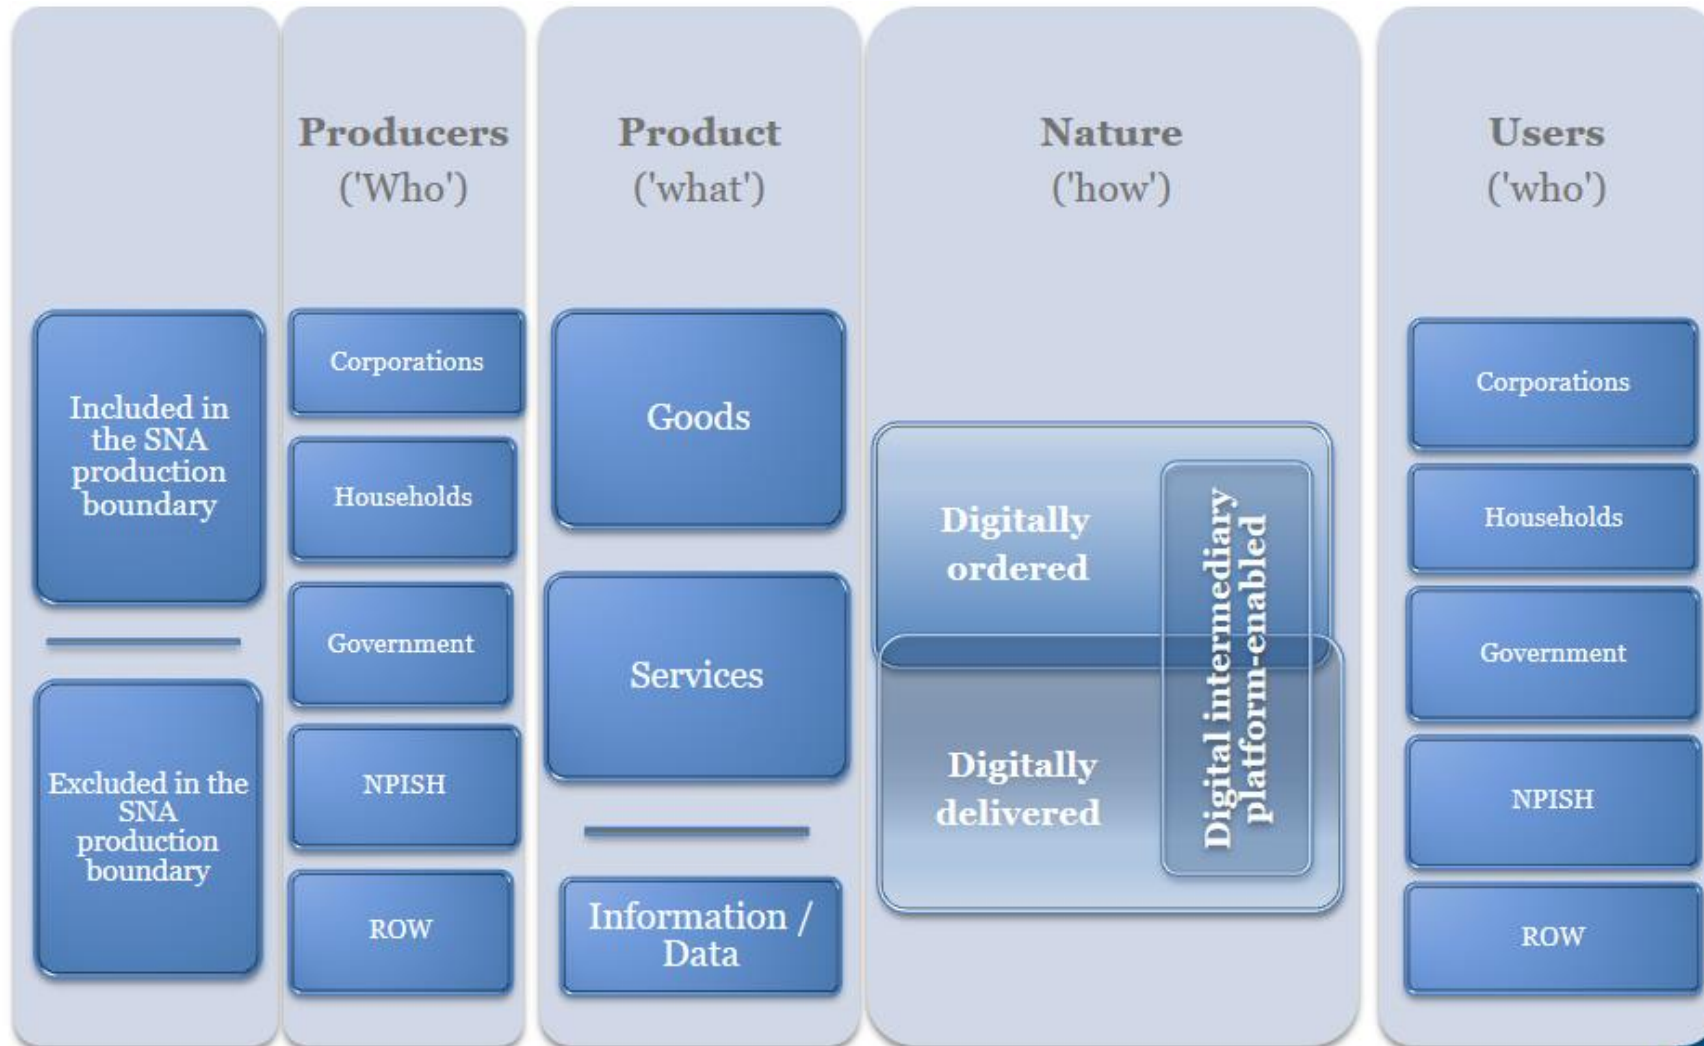 Included in
the SNA
production
boundary
Excluded in the
SNA
production
boundary
Producers
('Who')
Corporations
Households
Government
NPISH
ROW
Product
('what')
Goods
Services
Information /
Data
Nature
('how')
Digitally
ordered
Digitally
delivered
Digital intermediary
platform-enabled
Users
('who')
Corporations
Households
Government
NPISH
ROW